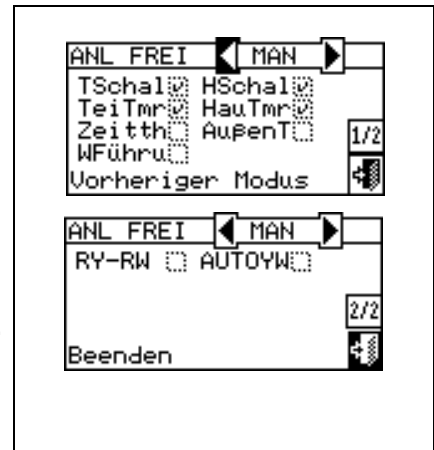 ANL FREI MAN
TSchal HSchal
TeiTmr HauTmr
Zeitth AußenT
WFühru
1/2
Vorheriger Modus
ANL FREI MAN
RY-RW AUTOYW
2/2
Beenden